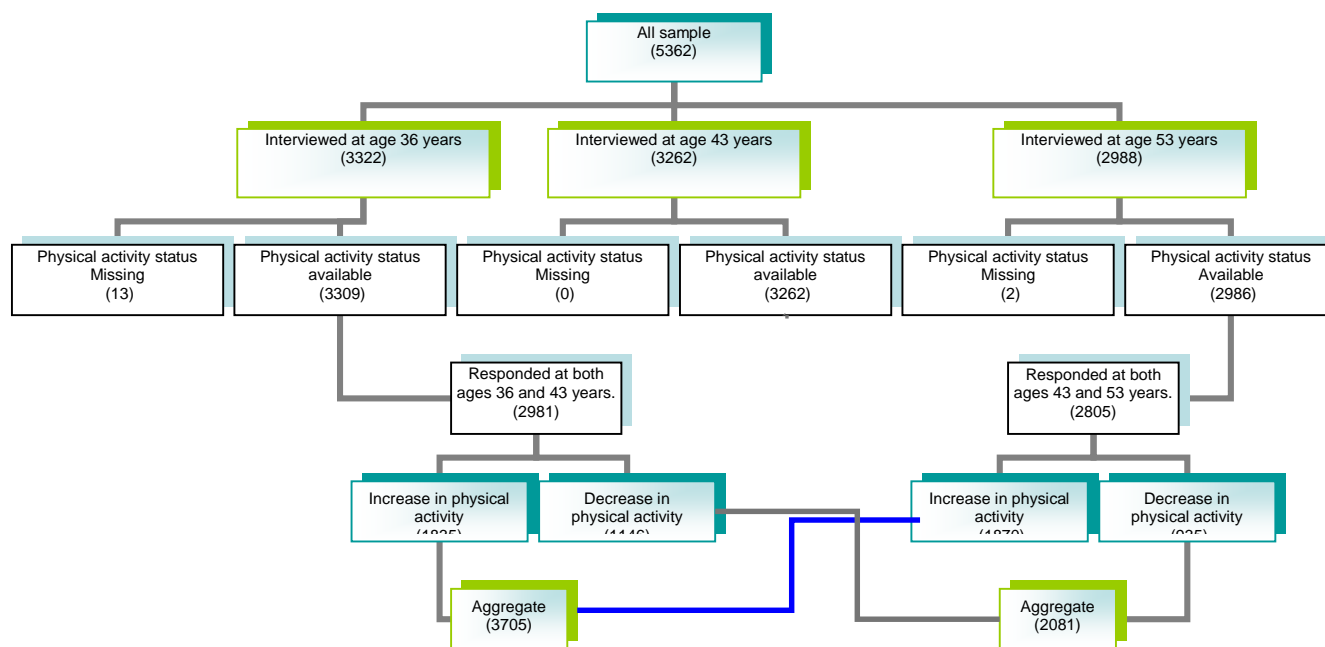 All sample
(5362)
Interviewed at age 36 years
(3322)
Interviewed at age 43 years
(3262)
Interviewed at age 53 years
(2988)
Physical activity status
Missing
(13)
Physical activity status
available
(3309)
Physical activity status
Missing
(0)
Physical activity status
available
(3262)
Physical activity status
Missing
(2)
Physical activity status
Available
(2986)
Responded at both
ages 36 and 43 years.
(2981)
Responded at both
ages 43 and 53 years.
(2805)
Increase in physical
activity
(1835)
Decrease in
physical activity
(1146)
Increase in physical
activity
(1870)
Decrease in
physical activity
(935)
Aggregate
(3705)
Aggregate
(2081)